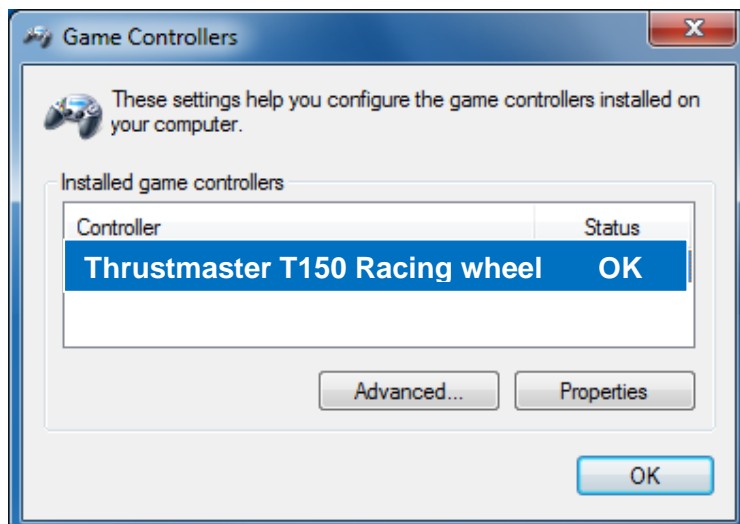 Game Controllers
These settings help you configure the game controllers installed on
your computer.
Installed game controllers
Controller Status
Thrustmaster T150 Racing wheel OK
Advanced... Properties
OK